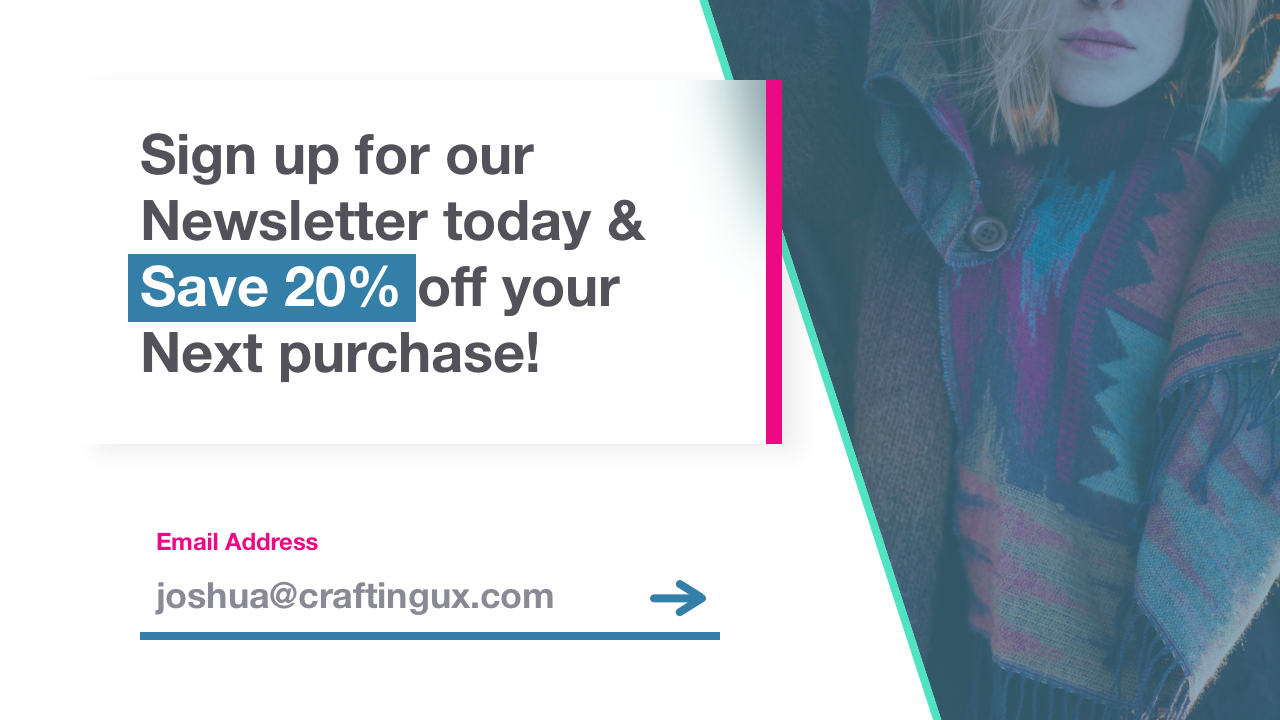 Sign up for our
Newsletter today &
Save 20% off your
Next purchase!
Email Address
joshua@craftingux.com